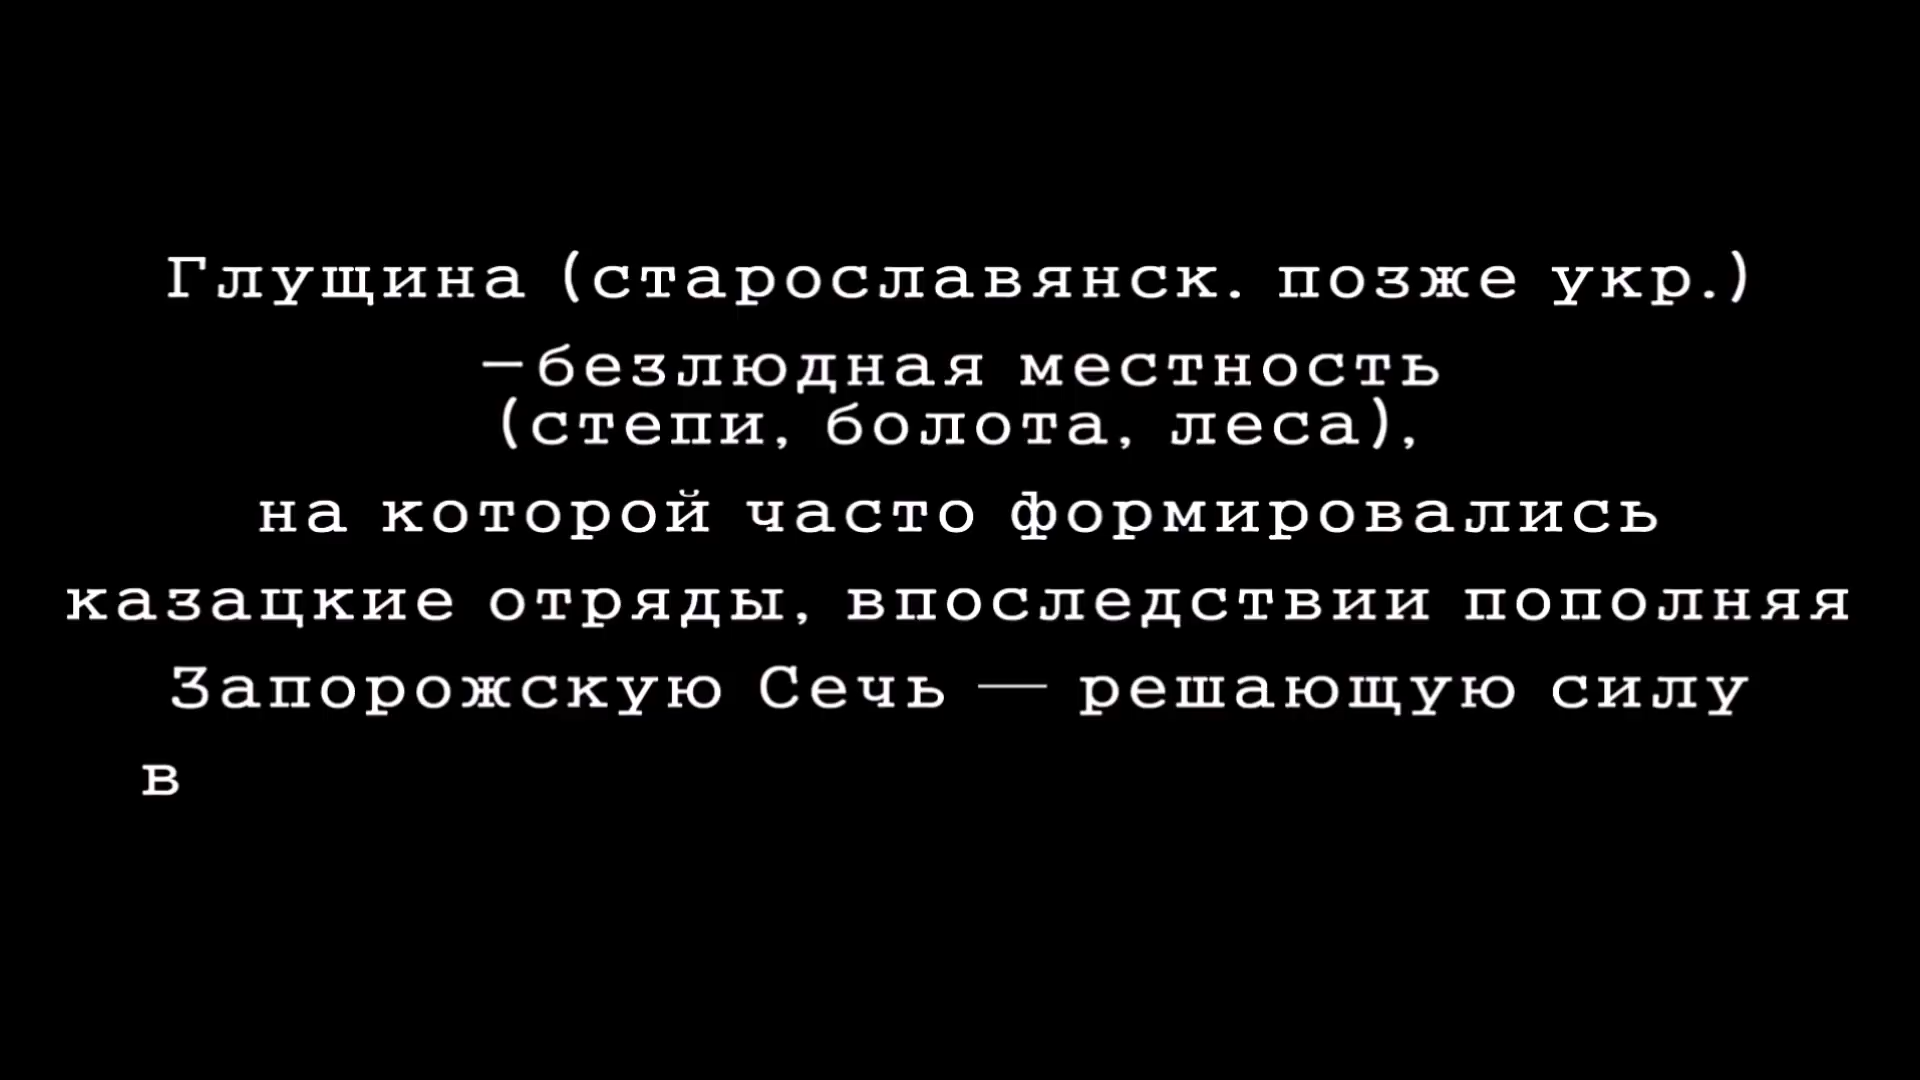 Глущина (старославянск. позже укр.)
—безлюдная местность
(степи, болота, леса),
на которой часто формировались
казацкие отряды, впоследствии пополняя
Запорожскую Сечь — решающую силу
в